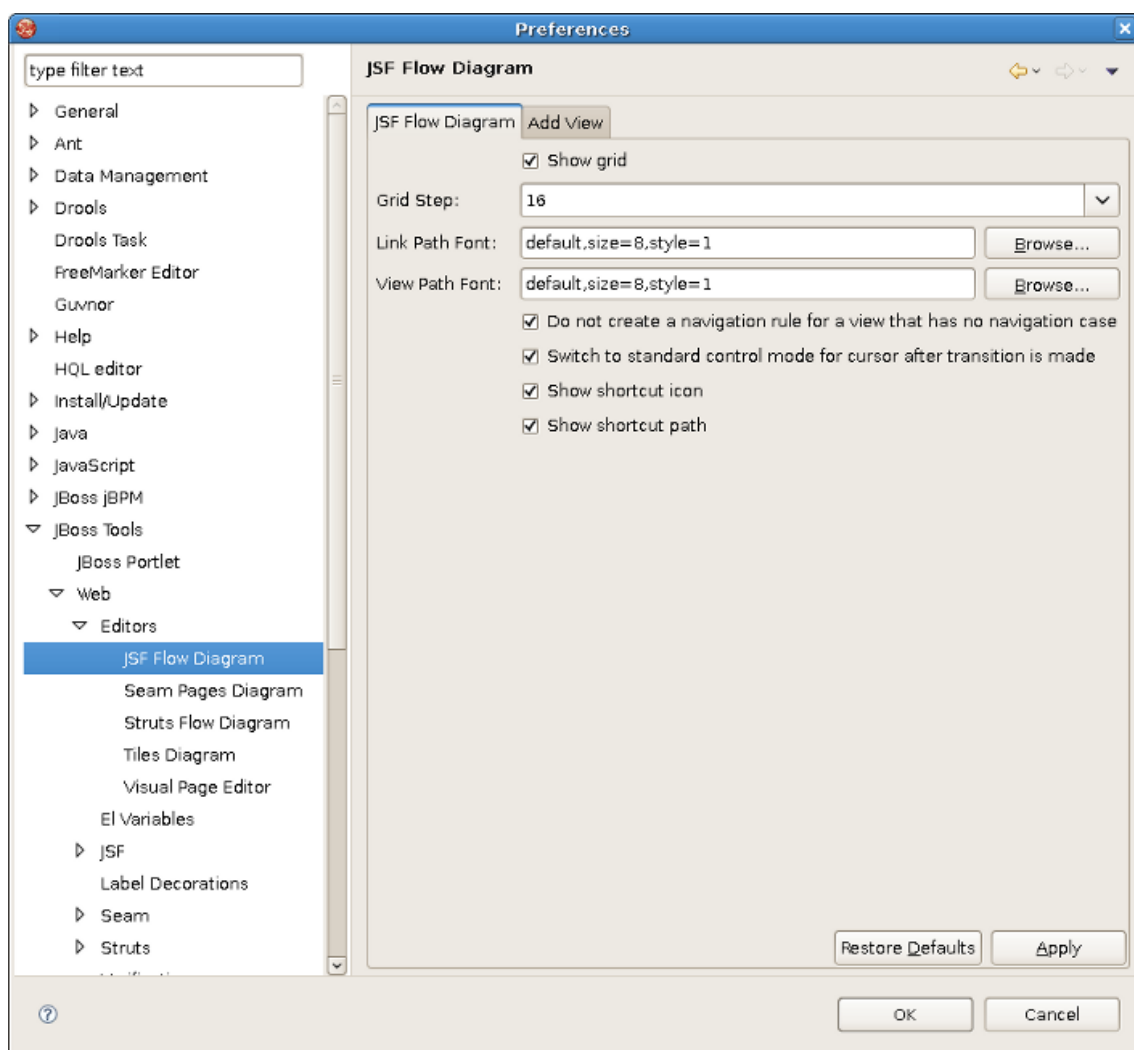 Preferences
type filter text
General
Ant
Data Management
Drools
Drools Task
FreeMarker Editor
Guvnor
Help
HQL editor
Install/Update
Java
JavaScript
JBoss jBPM
JBoss Tools
JBoss Portlet
Web
Editors
JSF Flow Diagram
Seam Pages Diagram
Struts Flow Diagram
Tiles Diagram
Visual Page Editor
El Variables
JSF
Label Decorations
Seam
Struts
JSF Flow Diagram
JSF Flow Diagram Add View
Show grid
Grid Step: 16
Link Path Font: default,size=8,style=1 Browse...
View Path Font: default,size=8,style=1 Browse...
Do not create a navigation rule for a view that has no navigation case
Switch to standard control mode for cursor after transition is made
Show shortcut icon
Show shortcut path
Restore Defaults Apply
OK Cancel